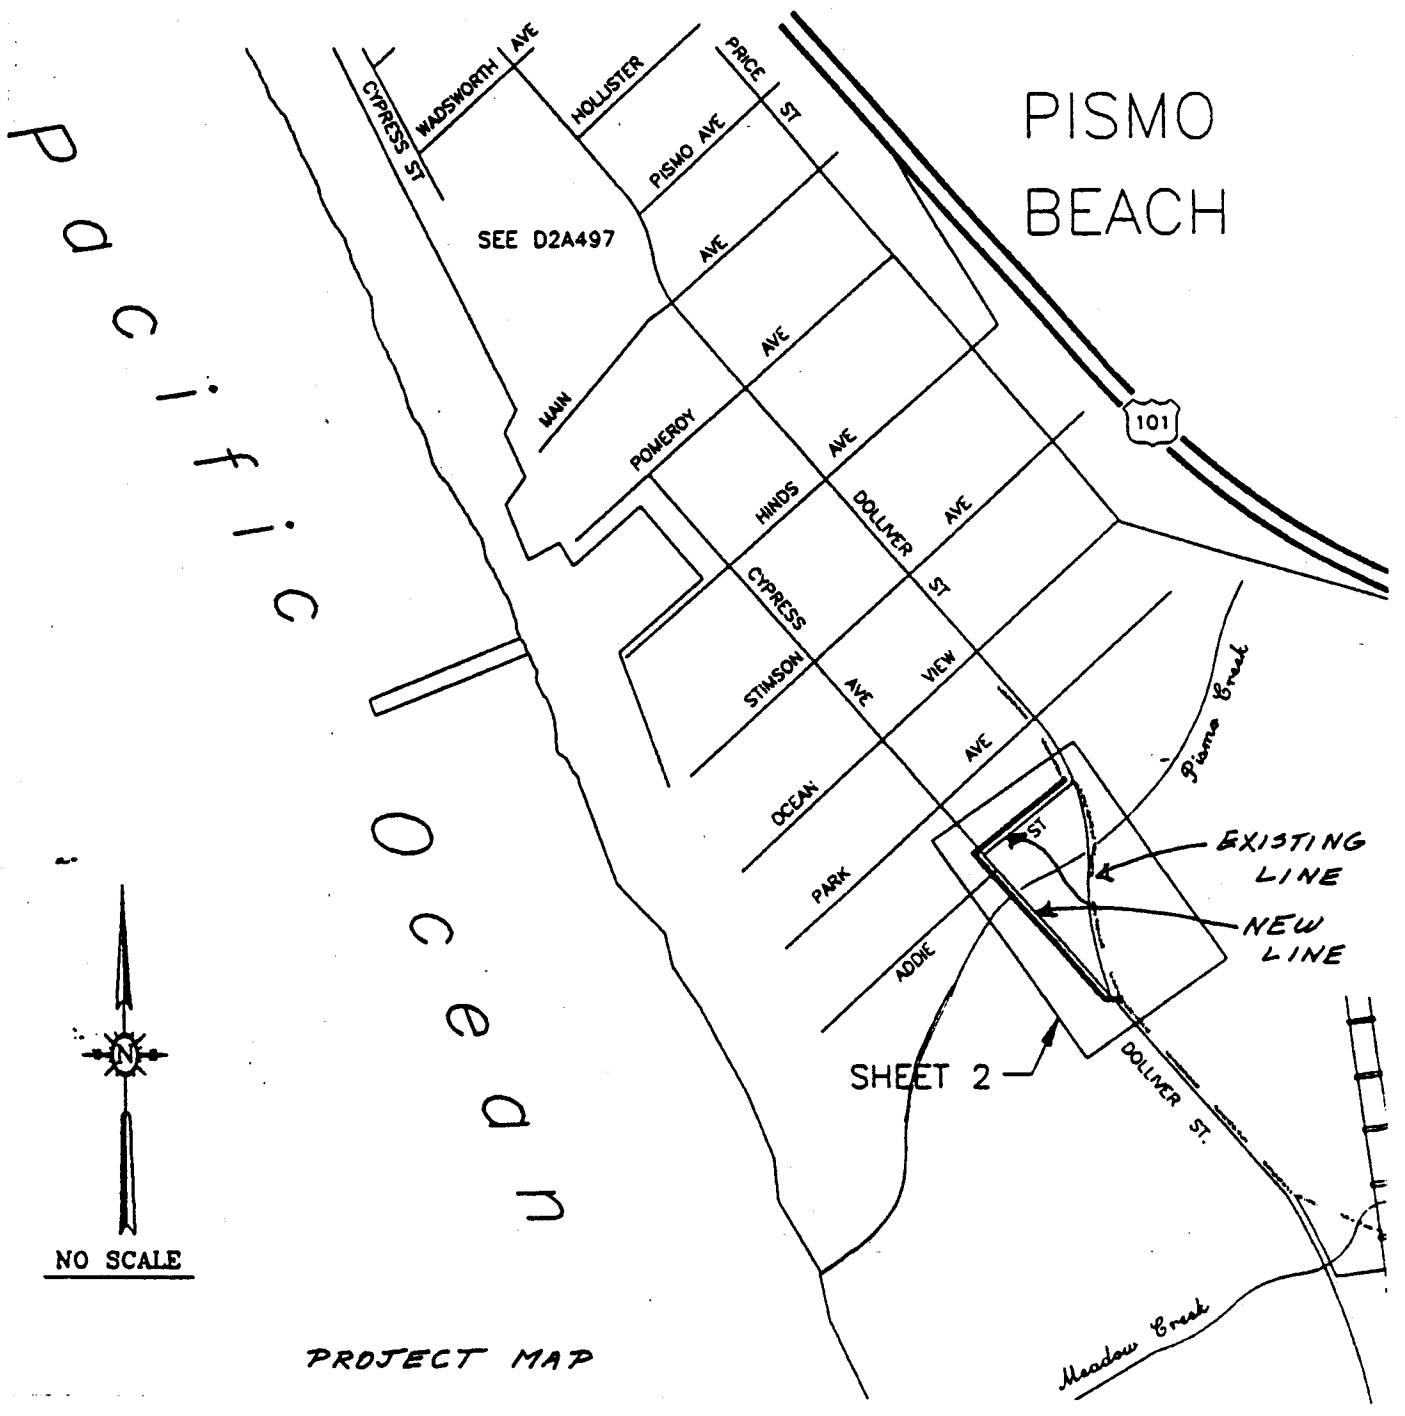 PISMO
BEACH
Pacific Ocean
CYPRESS ST
WADSWORTH AVE
HOLLISTER
PRICE ST
PISMO AVE
SEE D2A497
MAIN AVE
POMEROY AVE
101
HINDS AVE
DOLLIVER ST
CYPRESS AVE
STIMSON AVE
OCEAN VIEW
Pismo Creek
PARK AVE
ADDIE ST
EXISTING
LINE
NEW
LINE
SHEET 2
DOLLIVER ST.
N
NO SCALE
PROJECT MAP
Meadow Creek